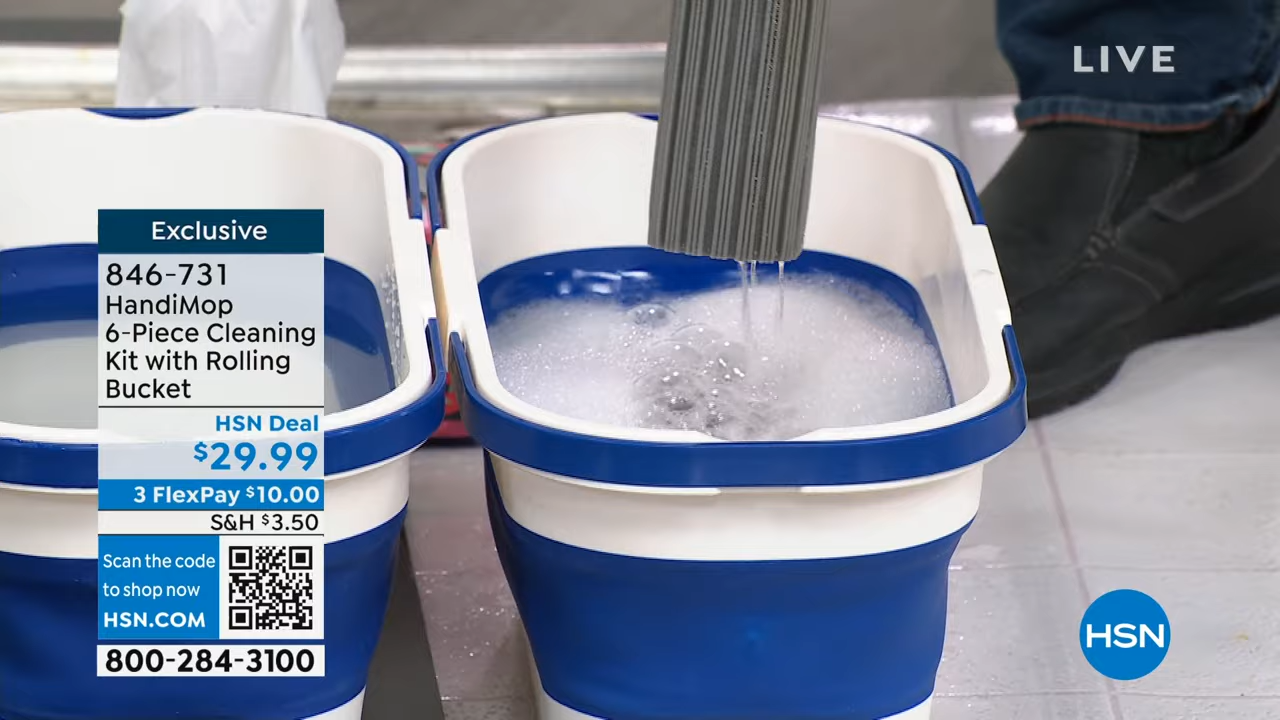 LIVE
Exclusive
846-731
HandiMop
6-Piece Cleaning
Kit with Rolling
Bucket
HSN Deal
$29.99
3 FlexPay $10.00
S&H $3.50
Scan the code
to shop now
HSN.COM
800-284-3100
HSN